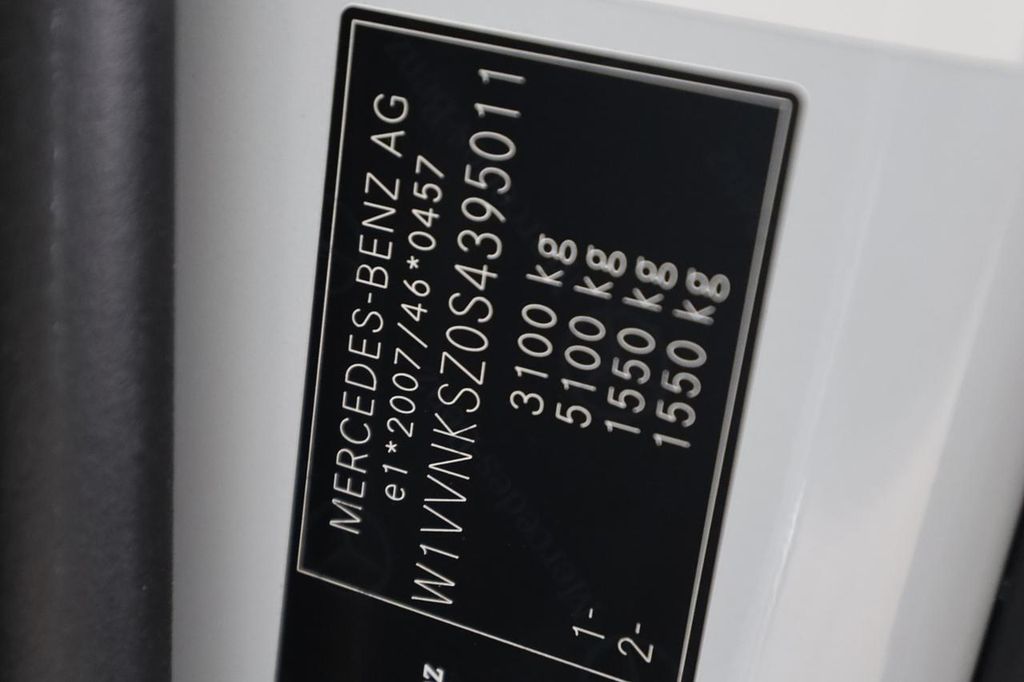 MERCEDES-BENZ AG
e1*2007/46*0457
W1VVNKSZ0S4395011
3100 kg
5100 kg
1- 1550 kg
2- 1550 kg
z